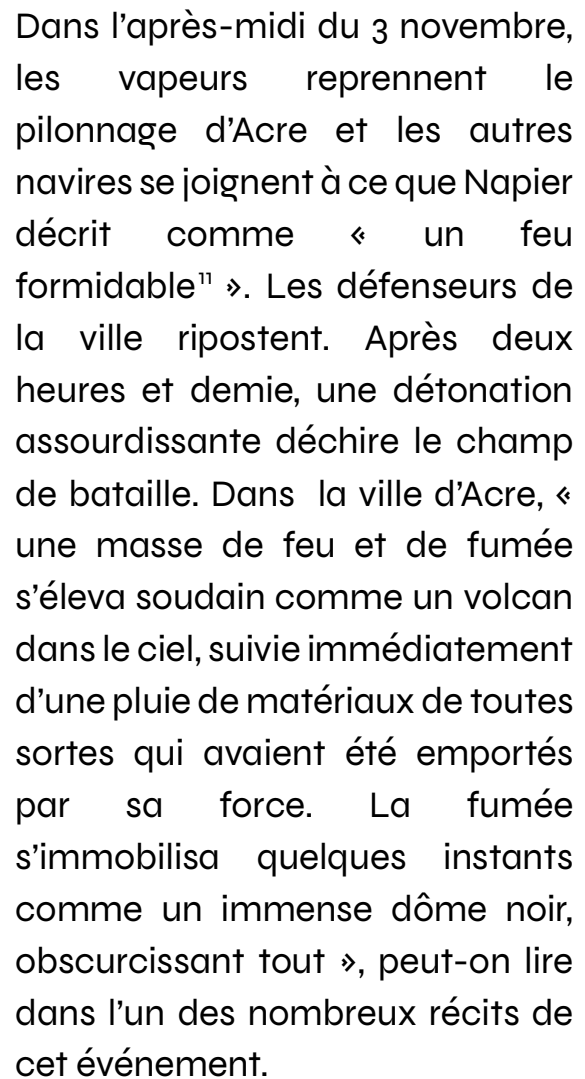 Dans l’après-midi du 3 novembre,
les vapeurs reprennent le
pilonnage d’Acre et les autres
navires se joignent à ce que Napier
décrit comme « un feu
formidable¹¹ ». Les défenseurs de
la ville ripostent. Après deux
heures et demie, une détonation
assourdissante déchire le champ
de bataille. Dans  la ville d’Acre, «
une masse de feu et de fumée
s’éleva soudain comme un volcan
dans le ciel, suivie immédiatement
d’une pluie de matériaux de toutes
sortes qui avaient été emportés
par sa force. La fumée
s’immobilisa quelques instants
comme un immense dôme noir,
obscurcissant tout », peut-on lire
dans l’un des nombreux récits de
cet événement.